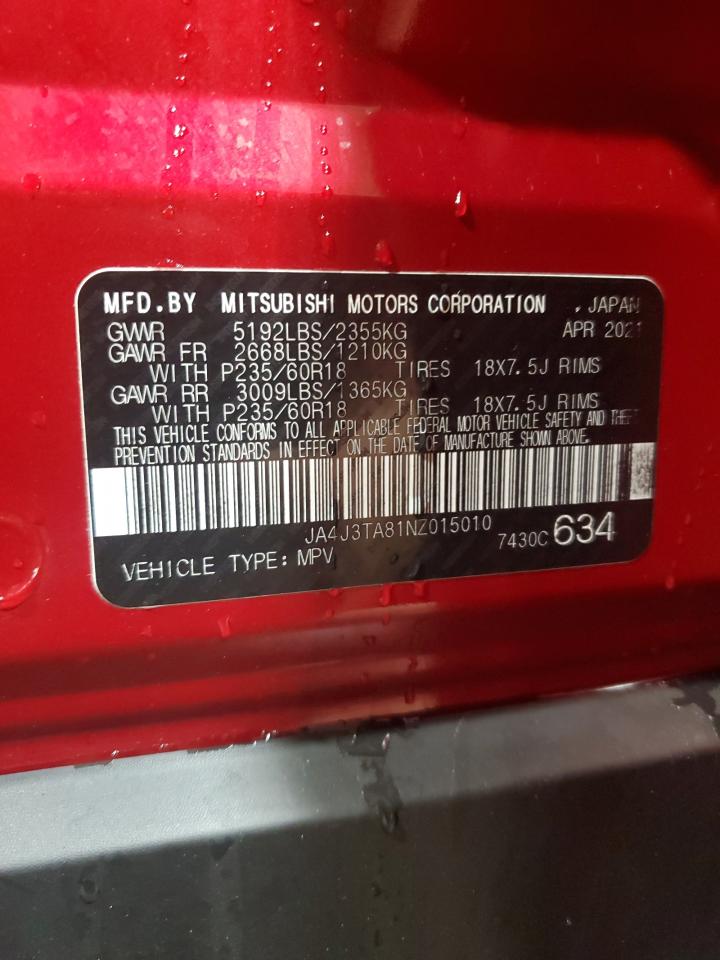 MFD.BY MITSUBISHI MOTORS CORPORATION , JAPAN
GVWR 5192LBS/2355KG APR 2021
GAWR FR 2668LBS/1210KG
WITH P235/60R18 TIRES 18X7.5J RIMS
GAWR RR 3009LBS/1365KG
WITH P235/60R18 TIRES 18X7.5J RIMS
THIS VEHICLE CONFORMS TO ALL APPLICABLE FEDERAL MOTOR VEHICLE SAFETY AND THEFT
PREVENTION STANDARDS IN EFFECT ON THE DATE OF MANUFACTURE SHOWN ABOVE.
JA4J3TA81NZ015010
7430C 634
VEHICLE TYPE: MPV